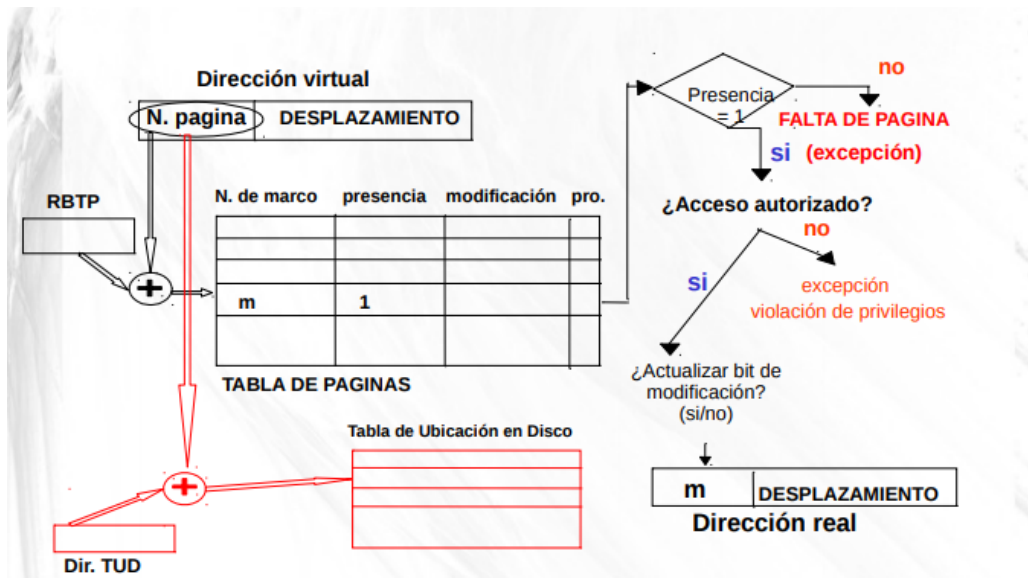 Dirección virtual
N. pagina DESPLAZAMIENTO
RBTP
+
N. de marco presencia modificación pro.
m 1
TABLA DE PAGINAS
Presencia
= 1
no
FALTA DE PAGINA
si (excepción)
¿Acceso autorizado?
no
si
excepción
violación de privilegios
¿Actualizar bit de
modificación?
(si/no)
m DESPLAZAMIENTO
Dirección real
Tabla de Ubicación en Disco
+
Dir. TUD